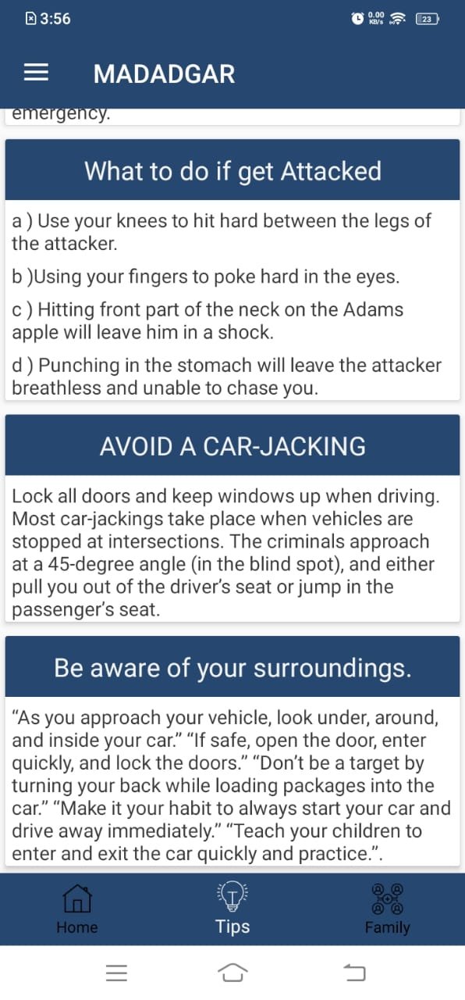 3:56
0.00
KB/s
23
MADADGAR
emergency.
What to do if get Attacked
a ) Use your knees to hit hard between the legs of
the attacker.
b )Using your fingers to poke hard in the eyes.
c ) Hitting front part of the neck on the Adams
apple will leave him in a shock.
d ) Punching in the stomach will leave the attacker
breathless and unable to chase you.
AVOID A CAR-JACKING
Lock all doors and keep windows up when driving.
Most car-jackings take place when vehicles are
stopped at intersections. The criminals approach
at a 45-degree angle (in the blind spot), and either
pull you out of the driver’s seat or jump in the
passenger’s seat.
Be aware of your surroundings.
“As you approach your vehicle, look under, around,
and inside your car.” “If safe, open the door, enter
quickly, and lock the doors.” “Don’t be a target by
turning your back while loading packages into the
car.” “Make it your habit to always start your car and
drive away immediately.” “Teach your children to
enter and exit the car quickly and practice.”.
Home
Tips
Family